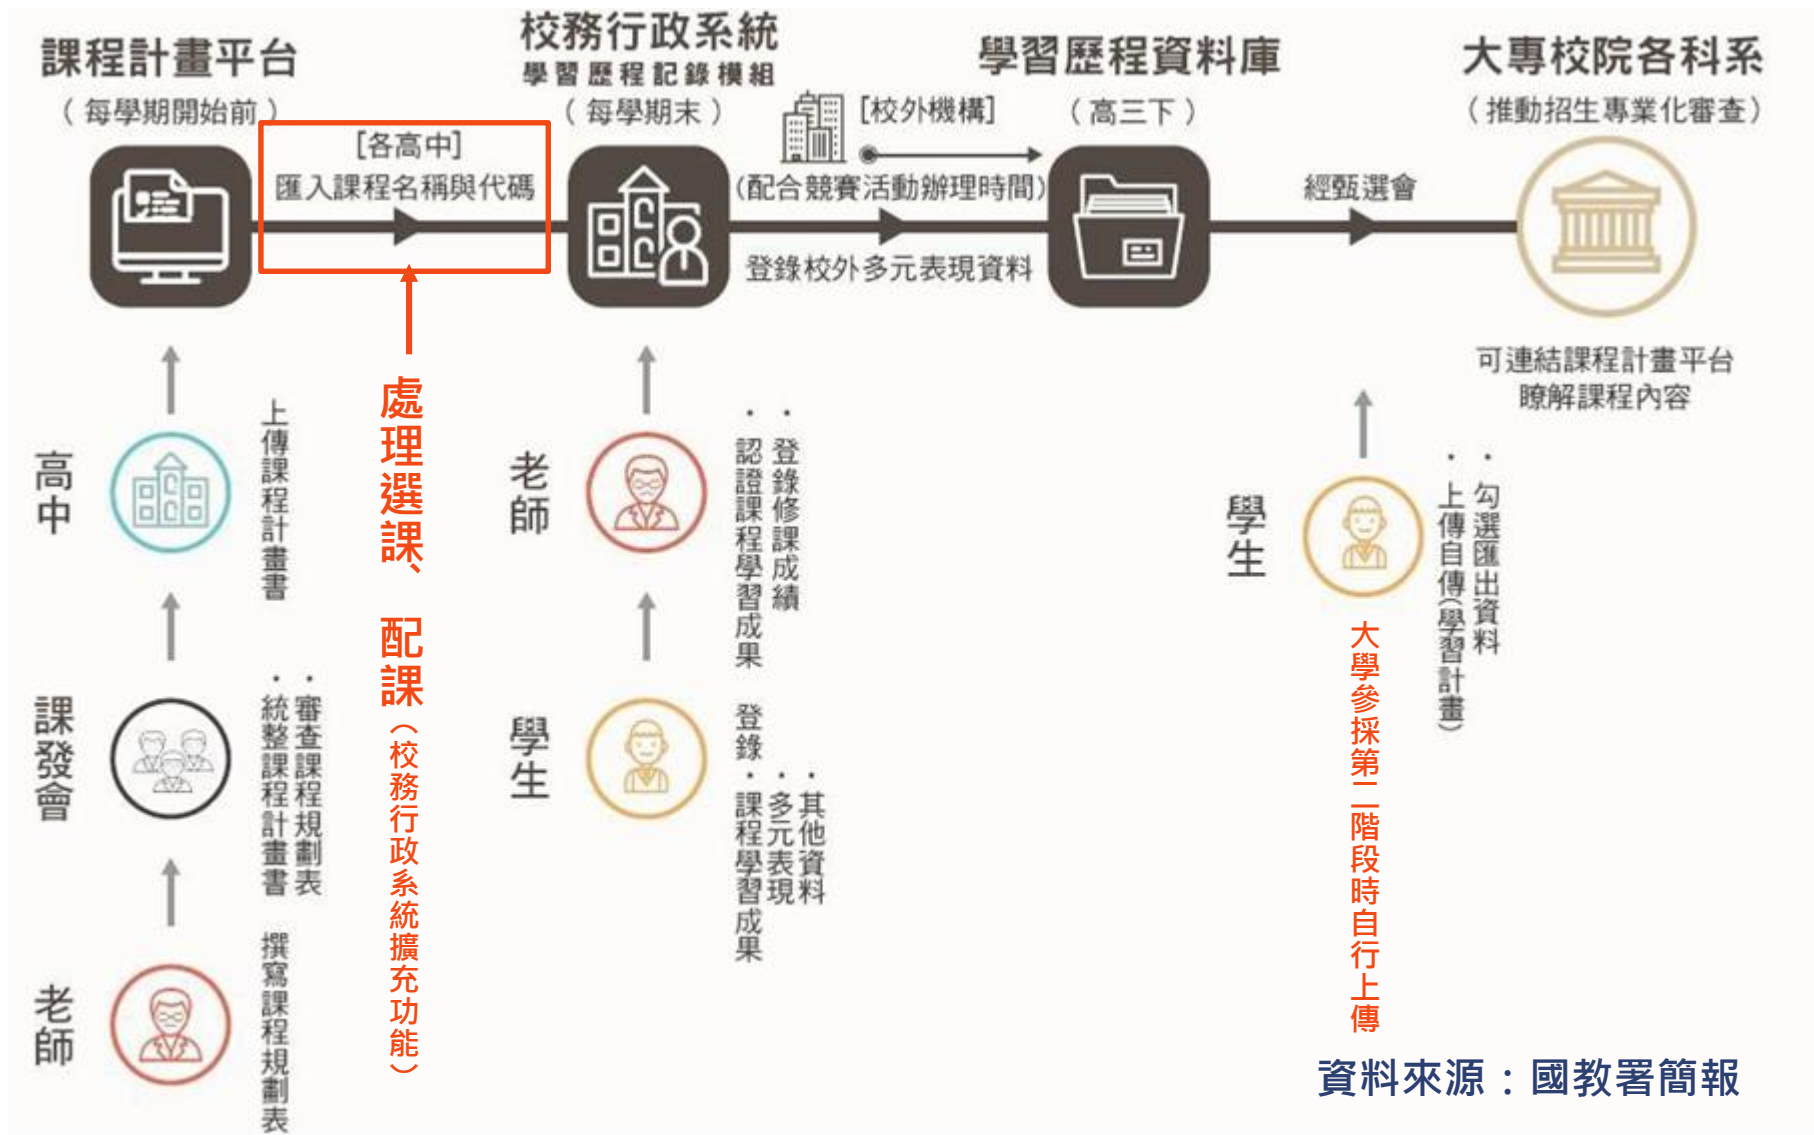 課程計畫平台
（每學期開始前）
[各高中]
匯入課程名稱與代碼
校務行政系統
學習歷程記錄模組
（每學期末）
[校外機構]
(配合競賽活動辦理時間)
登錄校外多元表現資料
學習歷程資料庫
（高三下）
經甄選會
大專校院各科系
（推動招生專業化審查）
可連結課程計畫平台
瞭解課程內容
高中
上傳課程計畫書
課發會
・審查課程規劃表
・統整課程計畫書
老師
撰寫課程規劃表
處理選課、配課（校務行政系統擴充功能）
老師
・登錄修課成績
・認證課程學習成果
學生
登錄
・其他資料
・多元表現
・課程學習成果
學生
・勾選匯出資料
・上傳自傳(學習計畫)
大學參採第二階段時自行上傳
資料來源：國教署簡報